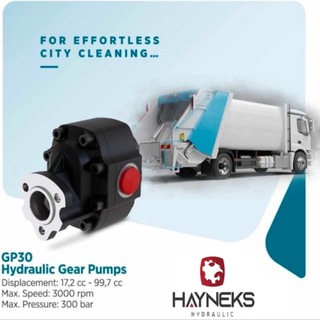 FOR EFFORTLESS
CITY CLEANING...
GP30
Hydraulic Gear Pumps
Displacement: 17,2 cc - 99,7 cc
Max. Speed: 3000 rpm
Max. Pressure: 300 bar
HAYNEKS
HYDRAULIC